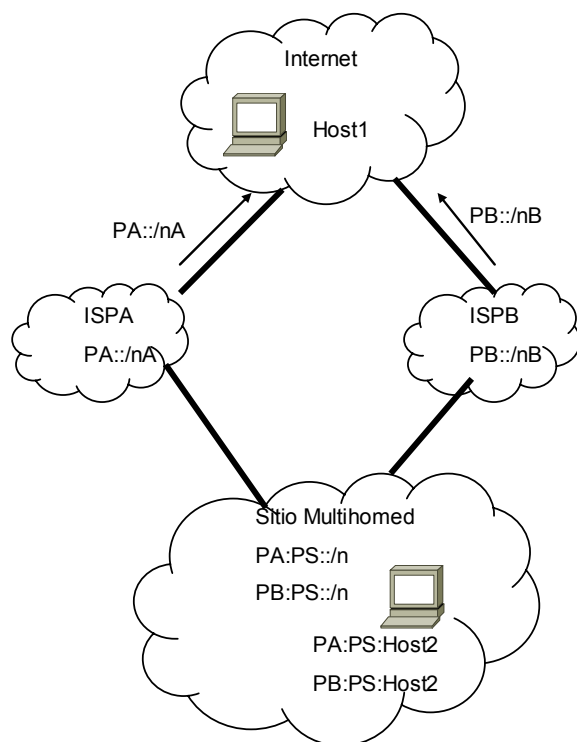 Internet
Host1
PA::/nA
PB::/nB
ISPA
PA::/nA
ISPB
PB::/nB
Sitio Multihomed
PA:PS::/n
PB:PS::/n
PA:PS:Host2
PB:PS:Host2